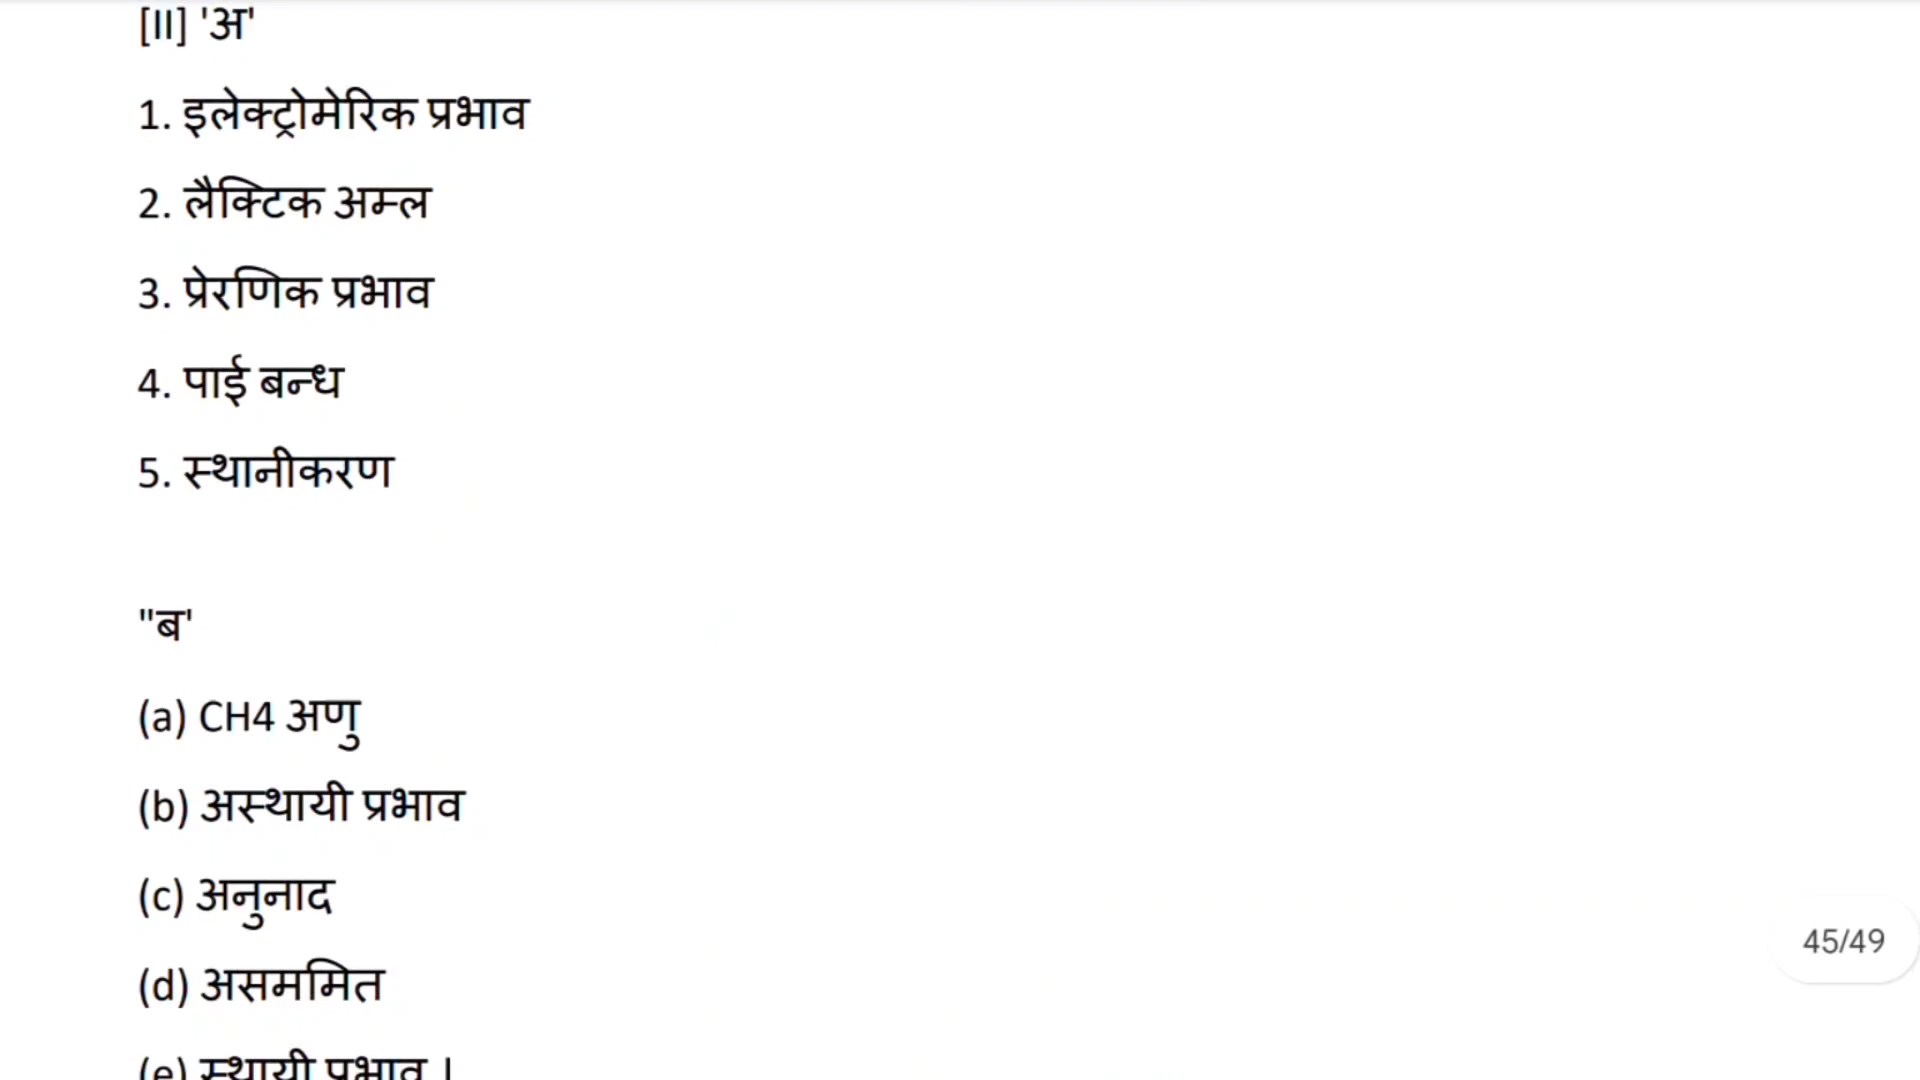 [II] 'अ'
1. इलेक्ट्रोमेरिक प्रभाव
2. लैक्टिक अम्ल
3. प्रेरणिक प्रभाव
4. पाई बन्ध
5. स्थानीकरण
"ब'
(a) CH4 अणु
(b) अस्थायी प्रभाव
(c) अनुनाद
(d) असममित
(e) स्थायी प्रभाव ।
45/49